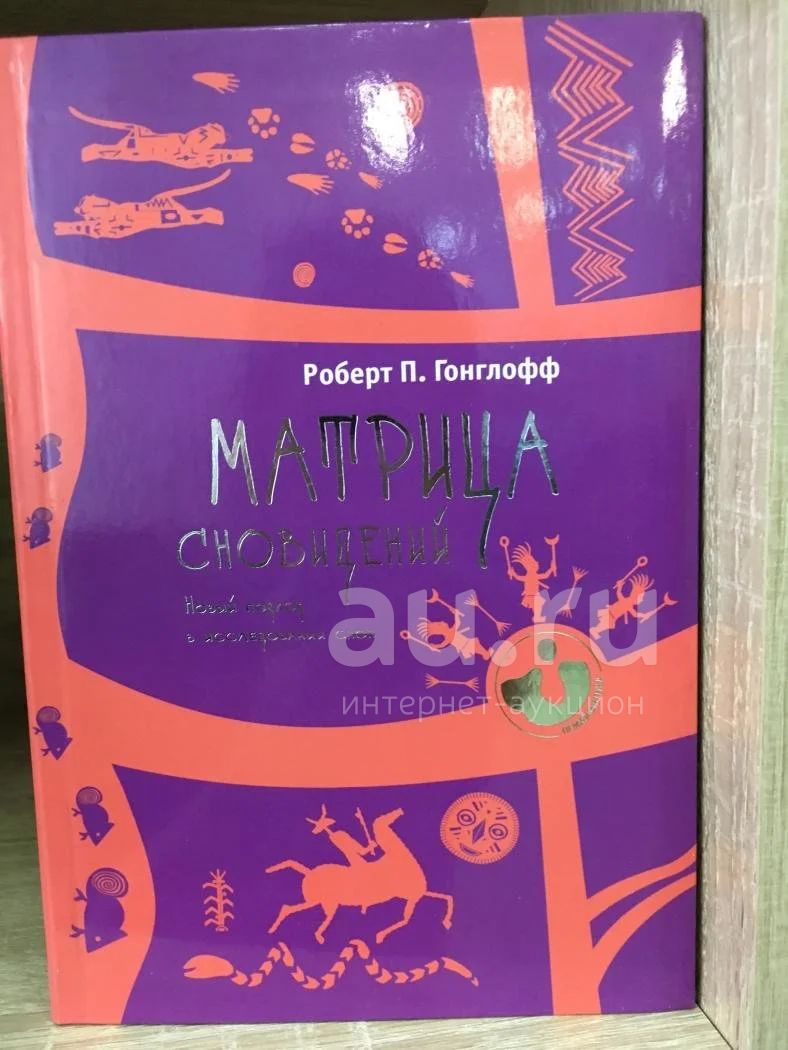 Роберт П. Гонглофф
МАТРИЦА
СНОВИДЕНИЙ
Новый подход
в исследовании снов
au.ru
интернет-аукцион